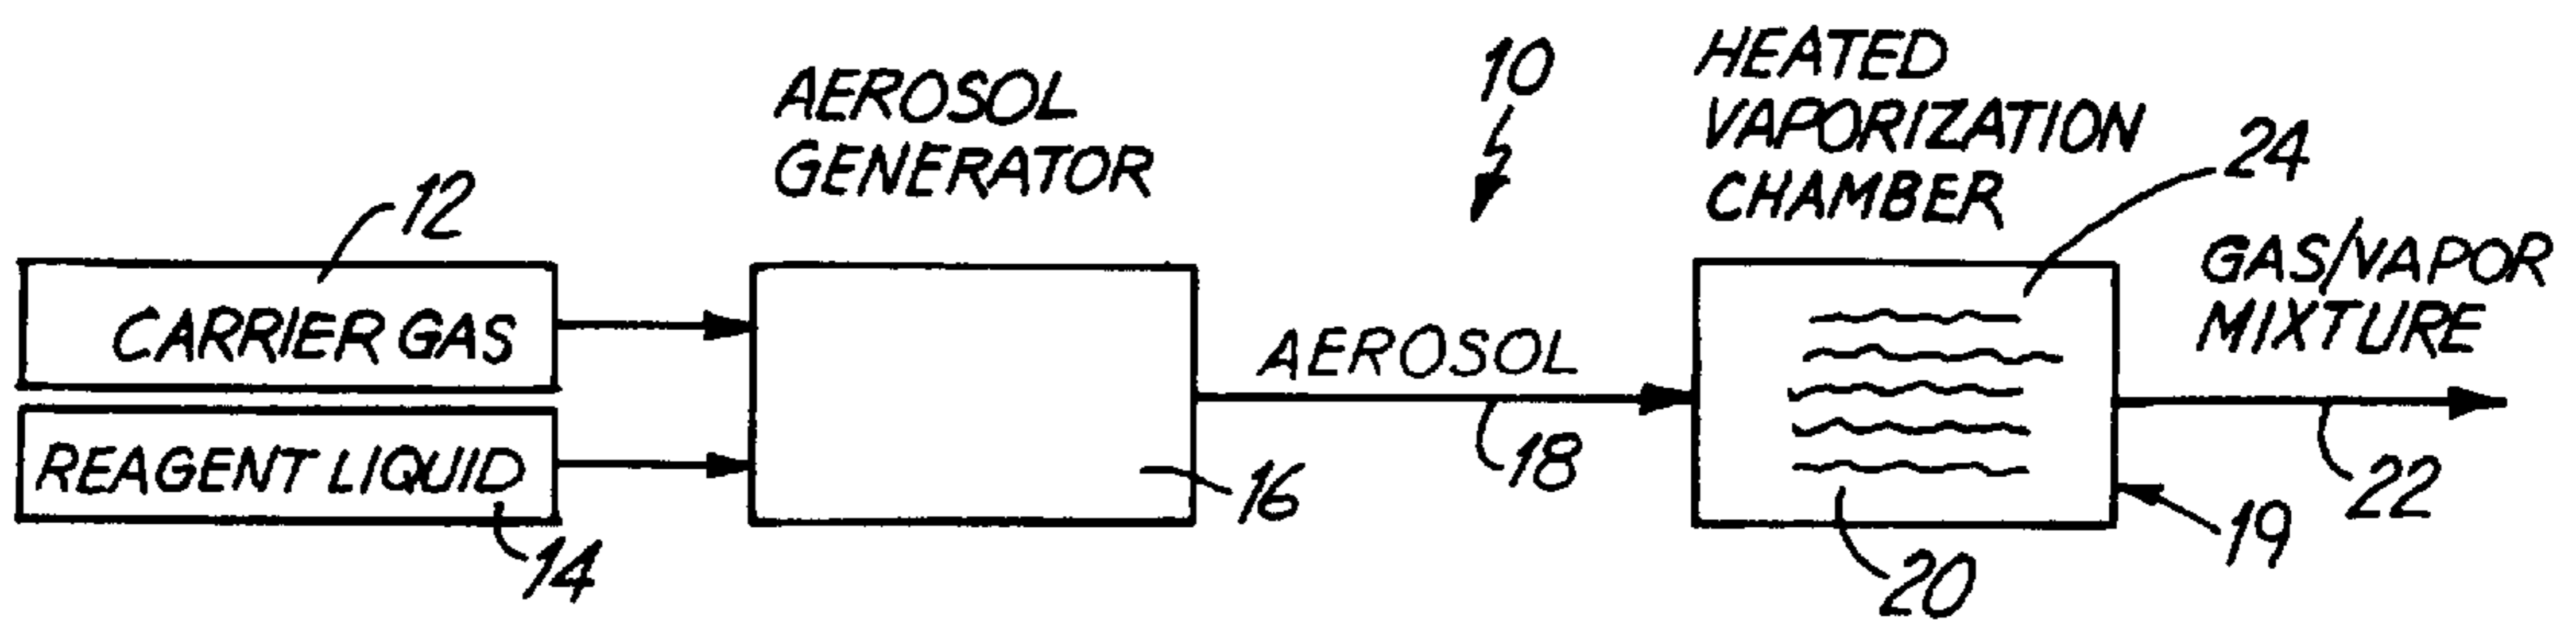 10
HEATED
VAPORIZATION
CHAMBER
24
AEROSOL
GENERATOR
12
GAS/VAPOR
MIXTURE
CARRIER GAS
AEROSOL
REAGENT LIQUID
14
16
18
20
19
22